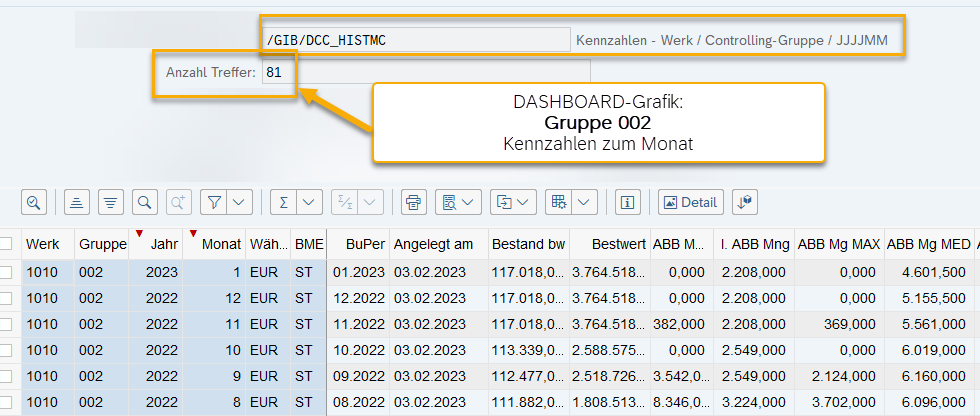 /GIB/DCC_HISTMC Kennzahlen - Werk / Controlling-Gruppe / JJJJMM
Anzahl Treffer: 81
DASHBOARD-Grafik:
Gruppe 002
Kennzahlen zum Monat
Detail
Werk Gruppe Jahr Monat Wäh... BME BuPer Angelegt am Bestand bw Bestwert ABB M... l. ABB Mng ABB Mg MAX ABB Mg MED
1010 002 2023 1 EUR ST 01.2023 03.02.2023 117.018,0... 3.764.518... 0,000 2.208,000 0,000 4.601,500
1010 002 2022 12 EUR ST 12.2022 03.02.2023 117.018,0... 3.764.518... 0,000 2.208,000 0,000 5.155,500
1010 002 2022 11 EUR ST 11.2022 03.02.2023 117.018,0... 3.764.518... 382,000 2.208,000 369,000 5.561,000
1010 002 2022 10 EUR ST 10.2022 03.02.2023 113.339,0... 2.588.575... 0,000 2.549,000 0,000 6.019,000
1010 002 2022 9 EUR ST 09.2022 03.02.2023 112.477,0... 2.518.726... 3.542,0... 2.549,000 2.124,000 6.160,000
1010 002 2022 8 EUR ST 08.2022 03.02.2023 111.882,0... 1.808.513... 8.346,0... 3.224,000 3.702,000 6.096,000